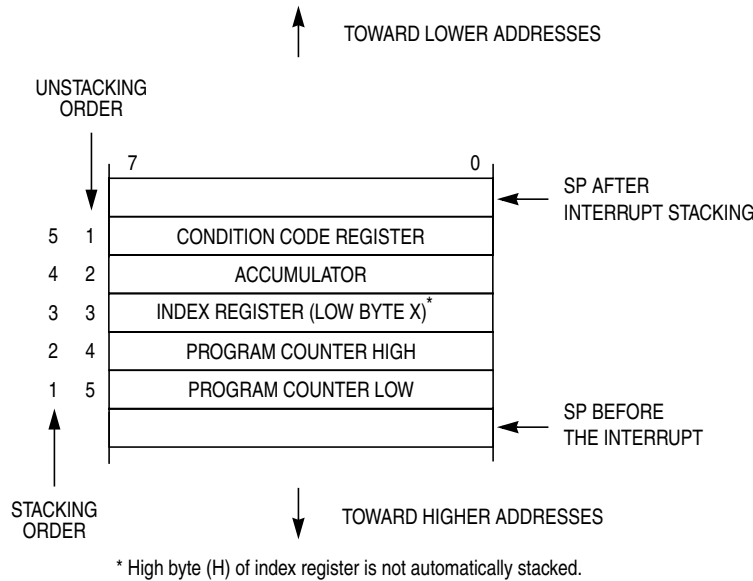 TOWARD LOWER ADDRESSES
UNSTACKING
ORDER
7 0
SP AFTER
INTERRUPT STACKING
5 1 CONDITION CODE REGISTER
4 2 ACCUMULATOR
3 3 INDEX REGISTER (LOW BYTE X)*
2 4 PROGRAM COUNTER HIGH
1 5 PROGRAM COUNTER LOW
SP BEFORE
THE INTERRUPT
STACKING
ORDER
TOWARD HIGHER ADDRESSES
* High byte (H) of index register is not automatically stacked.